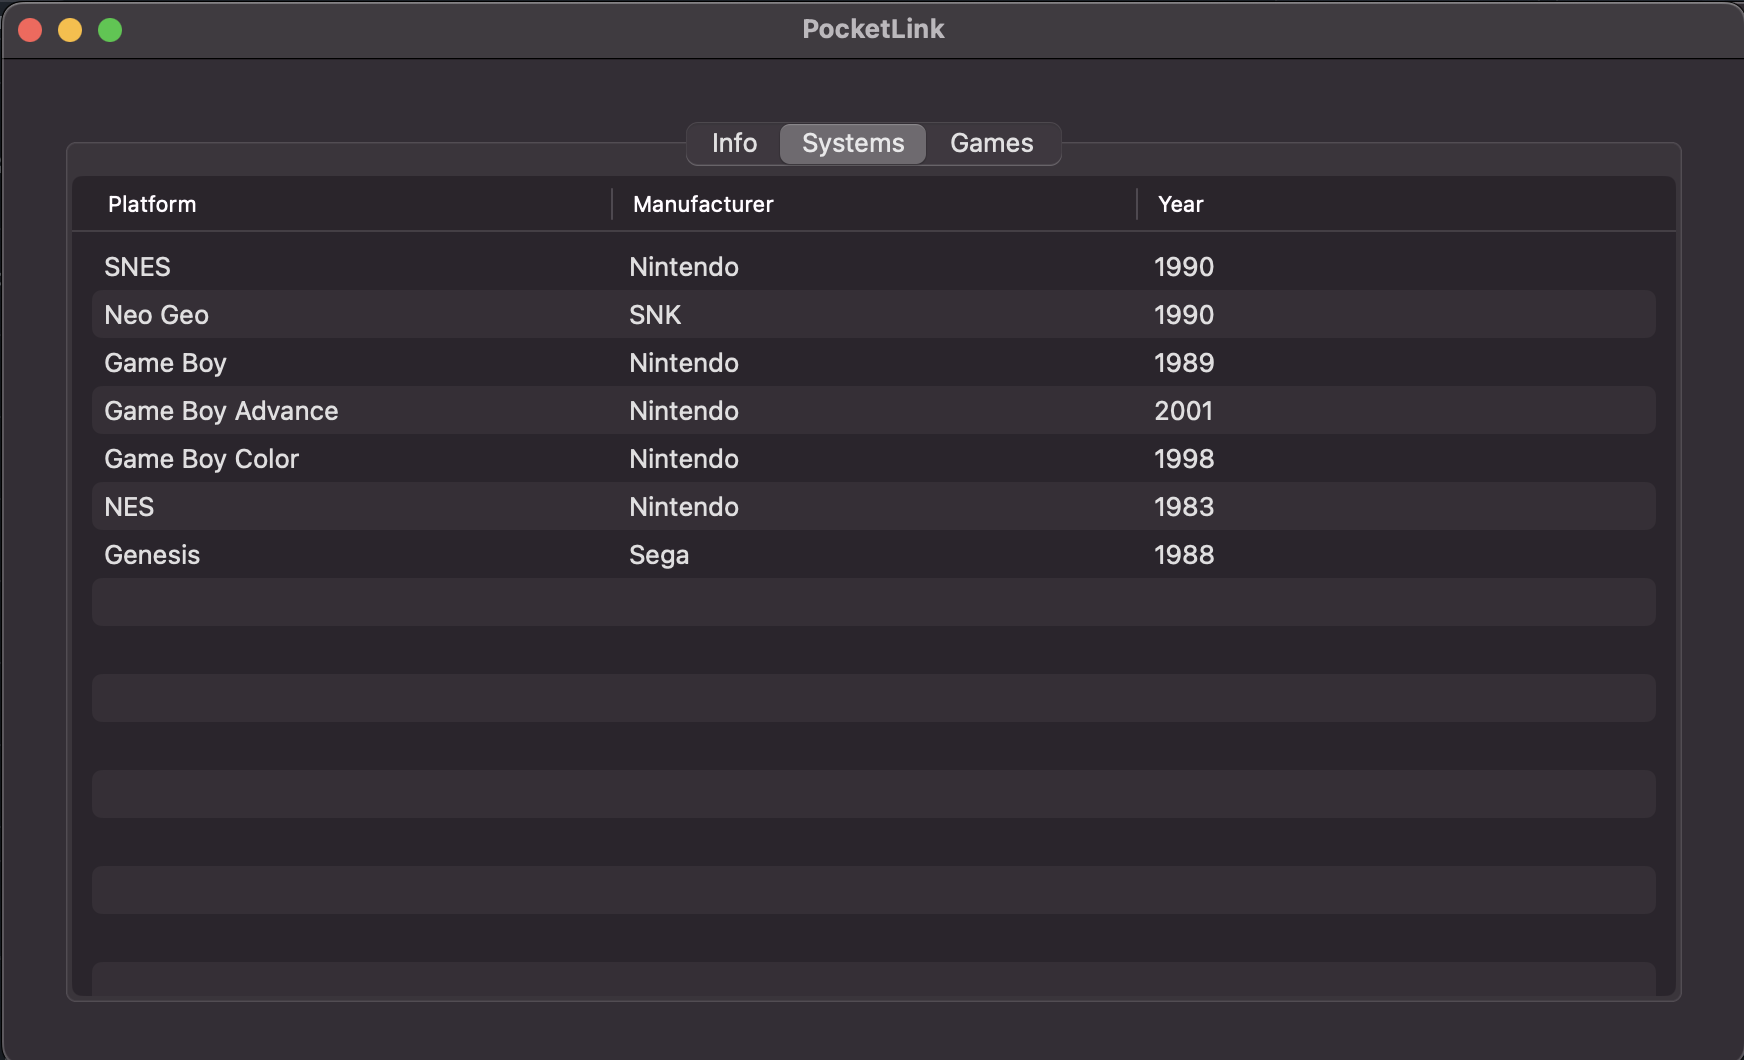 PocketLink
Info Systems Games
Platform Manufacturer Year
SNES Nintendo 1990
Neo Geo SNK 1990
Game Boy Nintendo 1989
Game Boy Advance Nintendo 2001
Game Boy Color Nintendo 1998
NES Nintendo 1983
Genesis Sega 1988